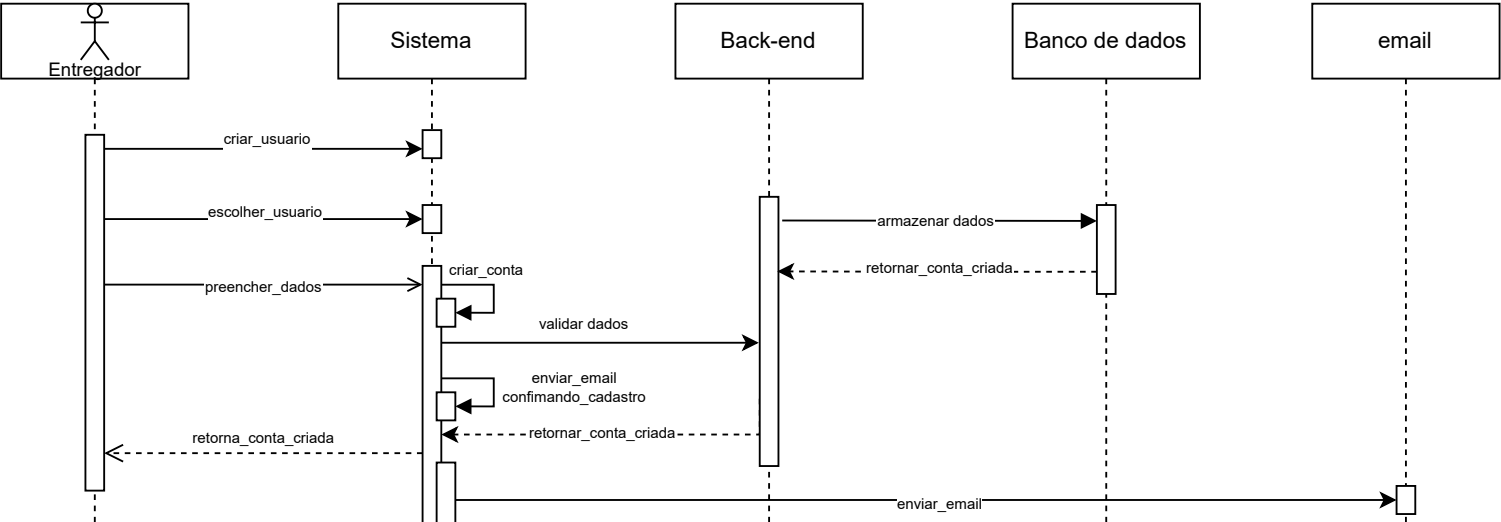 Entregador
Sistema
Back-end
Banco de dados
email
criar_usuario
escolher_usuario
armazenar dados
retornar_conta_criada
criar_conta
preencher_dados
validar dados
enviar_email
confimando_cadastro
retornar_conta_criada
retorna_conta_criada
enviar_email